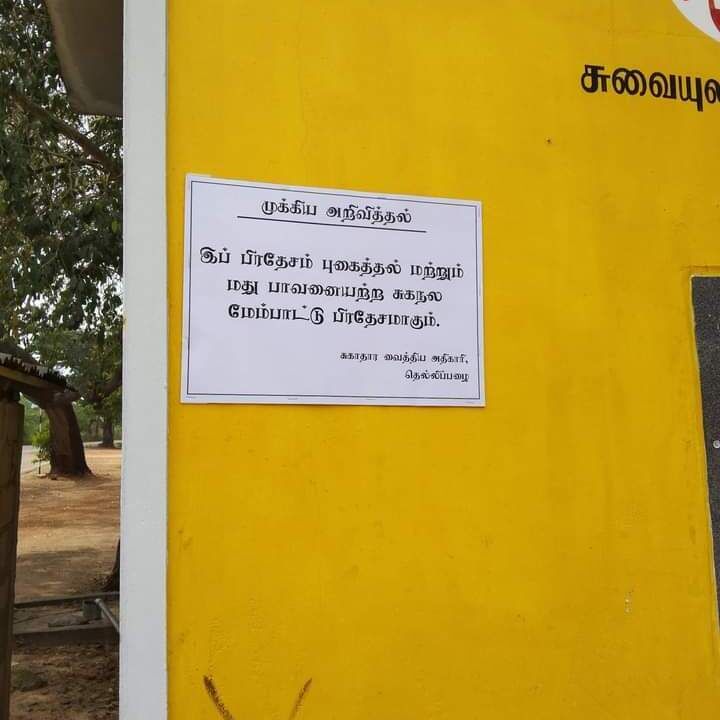 சுவையு
முக்கிய அறிவித்தல்
இப் பிரதேசம் புகைத்தல் மற்றும்
மது பாவனையற்ற சுகநல
மேம்பாட்டு பிரதேசமாகும்.
சுகாதார வைத்திய அதிகாரி,
தெல்லிப்பழை